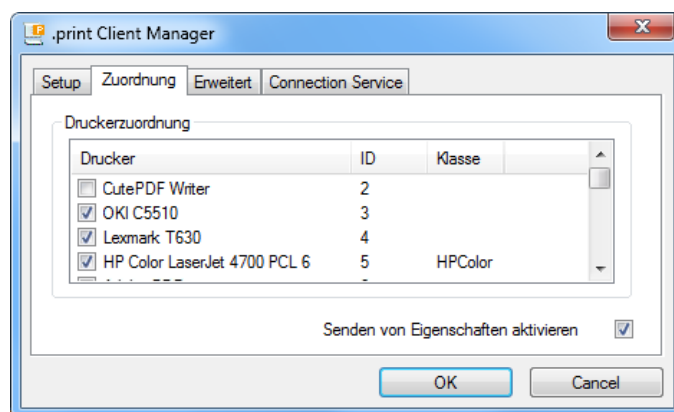 .print Client Manager
Setup Zuordnung Erweitert Connection Service
Druckerzuordnung
Drucker ID Klasse
CutePDF Writer 2
OKI C5510 3
Lexmark T630 4
HP Color LaserJet 4700 PCL 6 5 HPColor
Senden von Eigenschaften aktivieren
OK Cancel